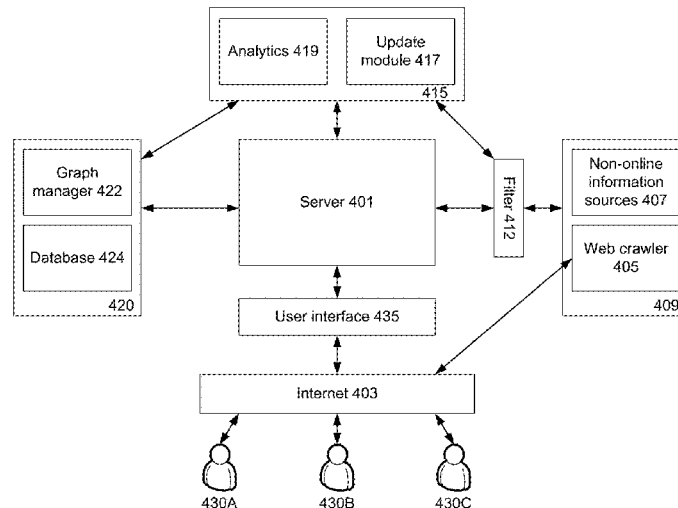 Analytics 419
Update
module 417
415
Graph
manager 422
Database 424
420
Server 401
Filter 412
Non-online
information
sources 407
Web crawler
405
409
User interface 435
Internet 403
430A
430B
430C